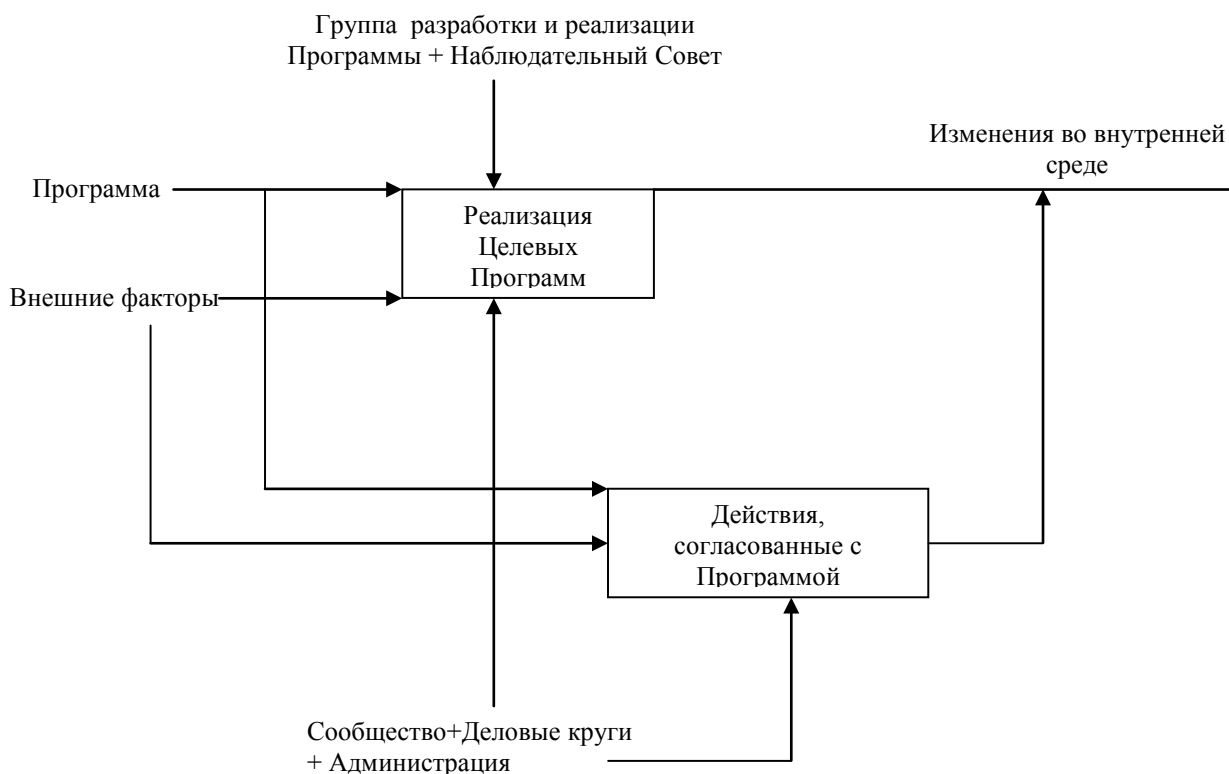 Группа разработки и реализации
Программы + Наблюдательный Совет
Изменения во внутренней
среде
Программа
Реализация
Целевых
Программ
Внешние факторы
Действия,
согласованные с
Программой
Сообщество+Деловые круги
+ Администрация